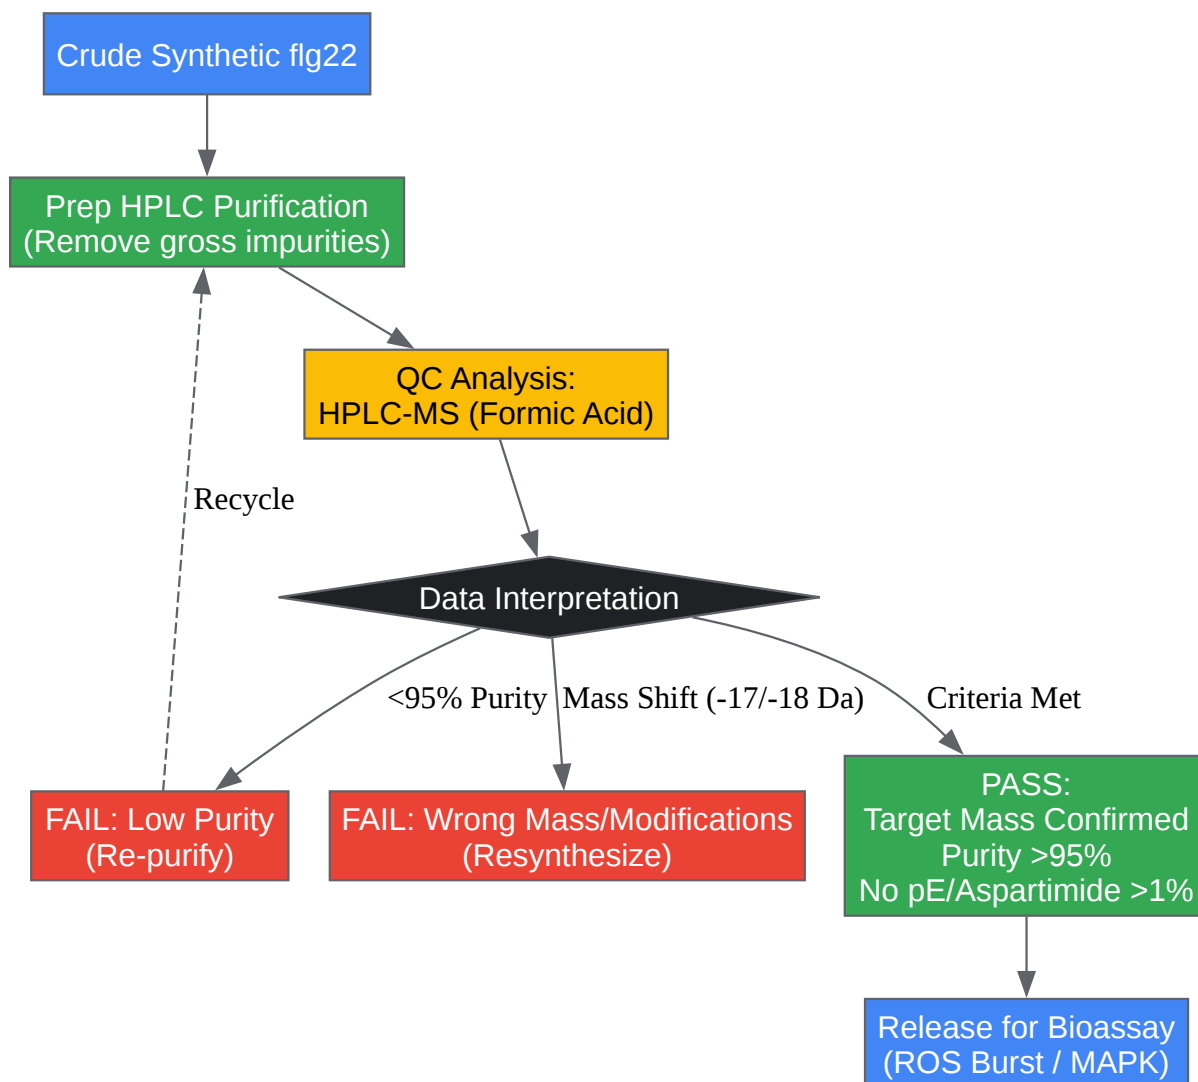 Crude Synthetic flg22
Prep HPLC Purification
(Remove gross impurities)
QC Analysis:
HPLC-MS (Formic Acid)
Recycle
Data Interpretation
<95% Purity
Mass Shift (-17/-18 Da)
Criteria Met
FAIL: Low Purity
(Re-purify)
FAIL: Wrong Mass/Modifications
(Resynthesize)
PASS:
Target Mass Confirmed
Purity >95%
No pE/Aspartimide >1%
Release for Bioassay
(ROS Burst / MAPK)